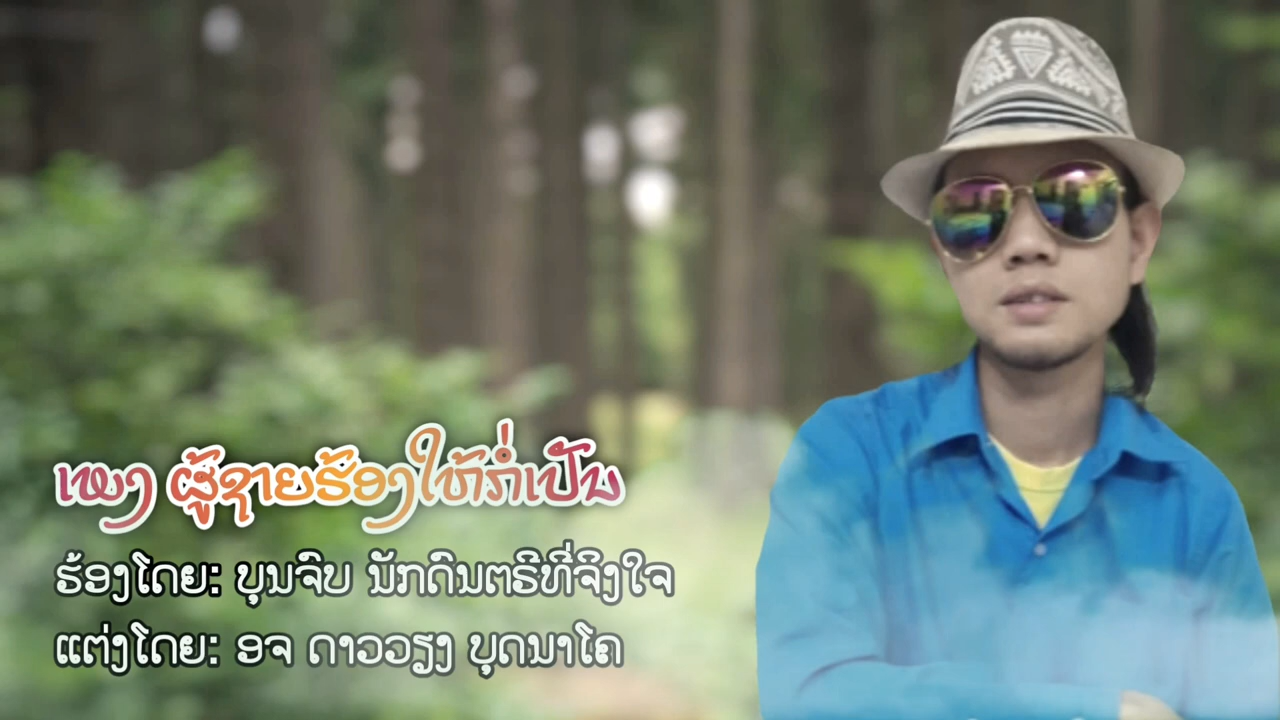 ເພງ ຜູ້ຊາຍຮ້ອງໃຫ້ກໍ່ເປັນ
ຮ້ອງໂດຍ: ບຸນຈົບ ນັກດົນຕຣີທີ່ຈິງໃຈ
ແຕ່ງໂດຍ: ອຈ ດາວວຽງ ບຸດນາໂຄ